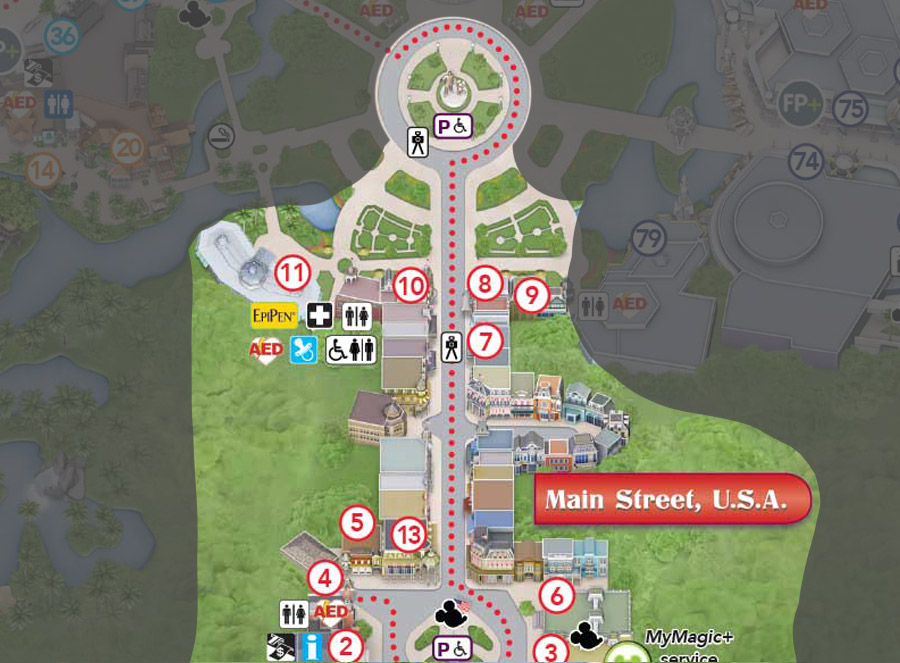 AED
AED
AED
36
P+
AED
FP+
75
P
14
20
74
79
11
10
8
9
EPIPEN
AED
7
AED
Main Street, U.S.A.
5
13
4
6
AED
2
i
P
3
MyMagic+
service